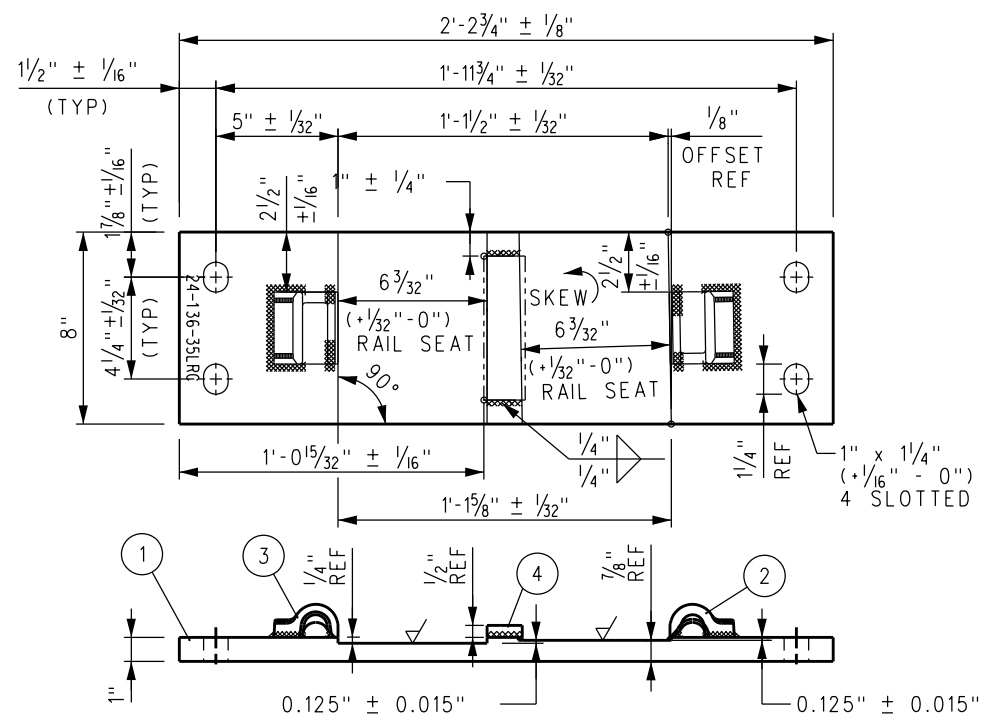 2'-2¾" ± ⅛"
1½" ± 1/16"
(TYP)
1'-11¾" ± 1/32"
5" ± 1/32"
1'-1½" ± 1/32"
⅛"
OFFSET
REF
1⅞"±1/16"
(TYP)
2½"
±1/16"
1" ± ¼"
2½"
±1/16"
8"
4¼"±1/32"
(TYP)
24-136-35LRG
6 3/32"
(+1/32"-0")
RAIL SEAT
SKEW
6 3/32"
(+1/32"-0")
RAIL SEAT
90°
¼"
¼"
1¼"
REF
1" x 1¼"
(+1/16" - 0")
4 SLOTTED
1'-0 15/32" ± 1/16"
1'-1⅝" ± 1/32"
1
3
¼"
REF
½"
REF
4
⅞"
REF
2
1"
0.125" ± 0.015"
0.125" ± 0.015"